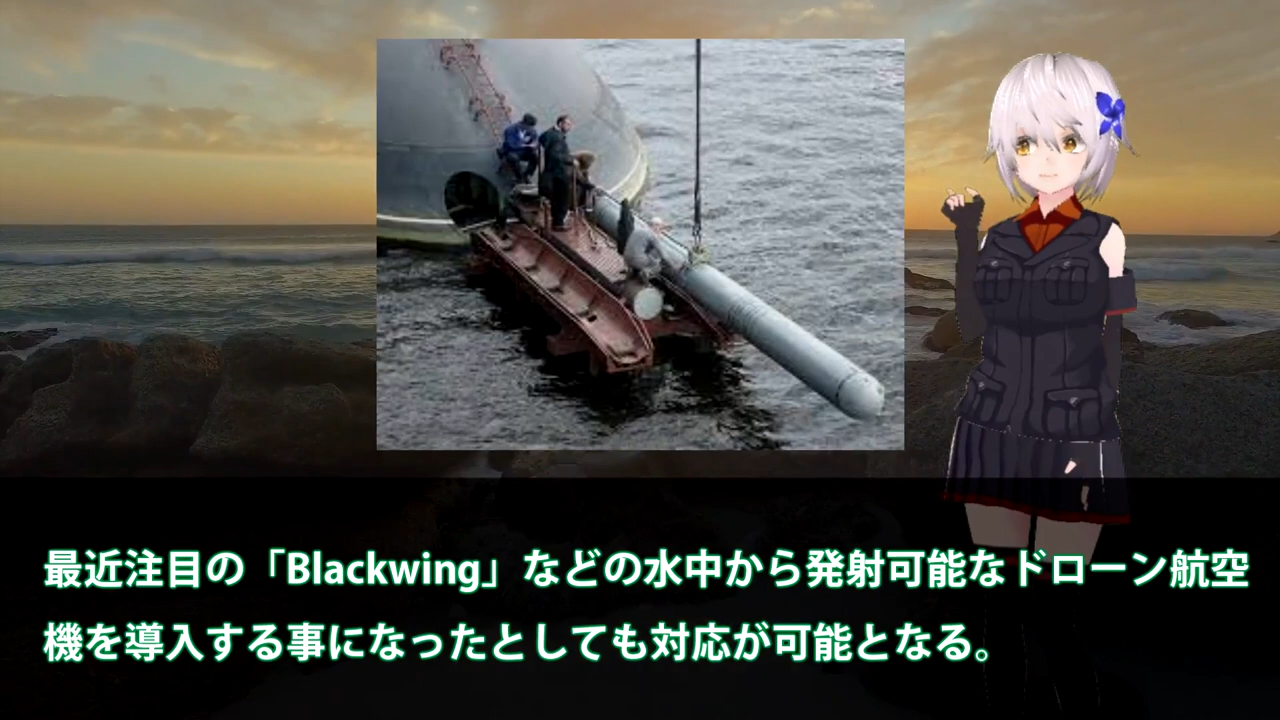 最近注目の「Blackwing」などの水中から発射可能なドローン航空
機を導入する事になったとしても対応が可能となる。